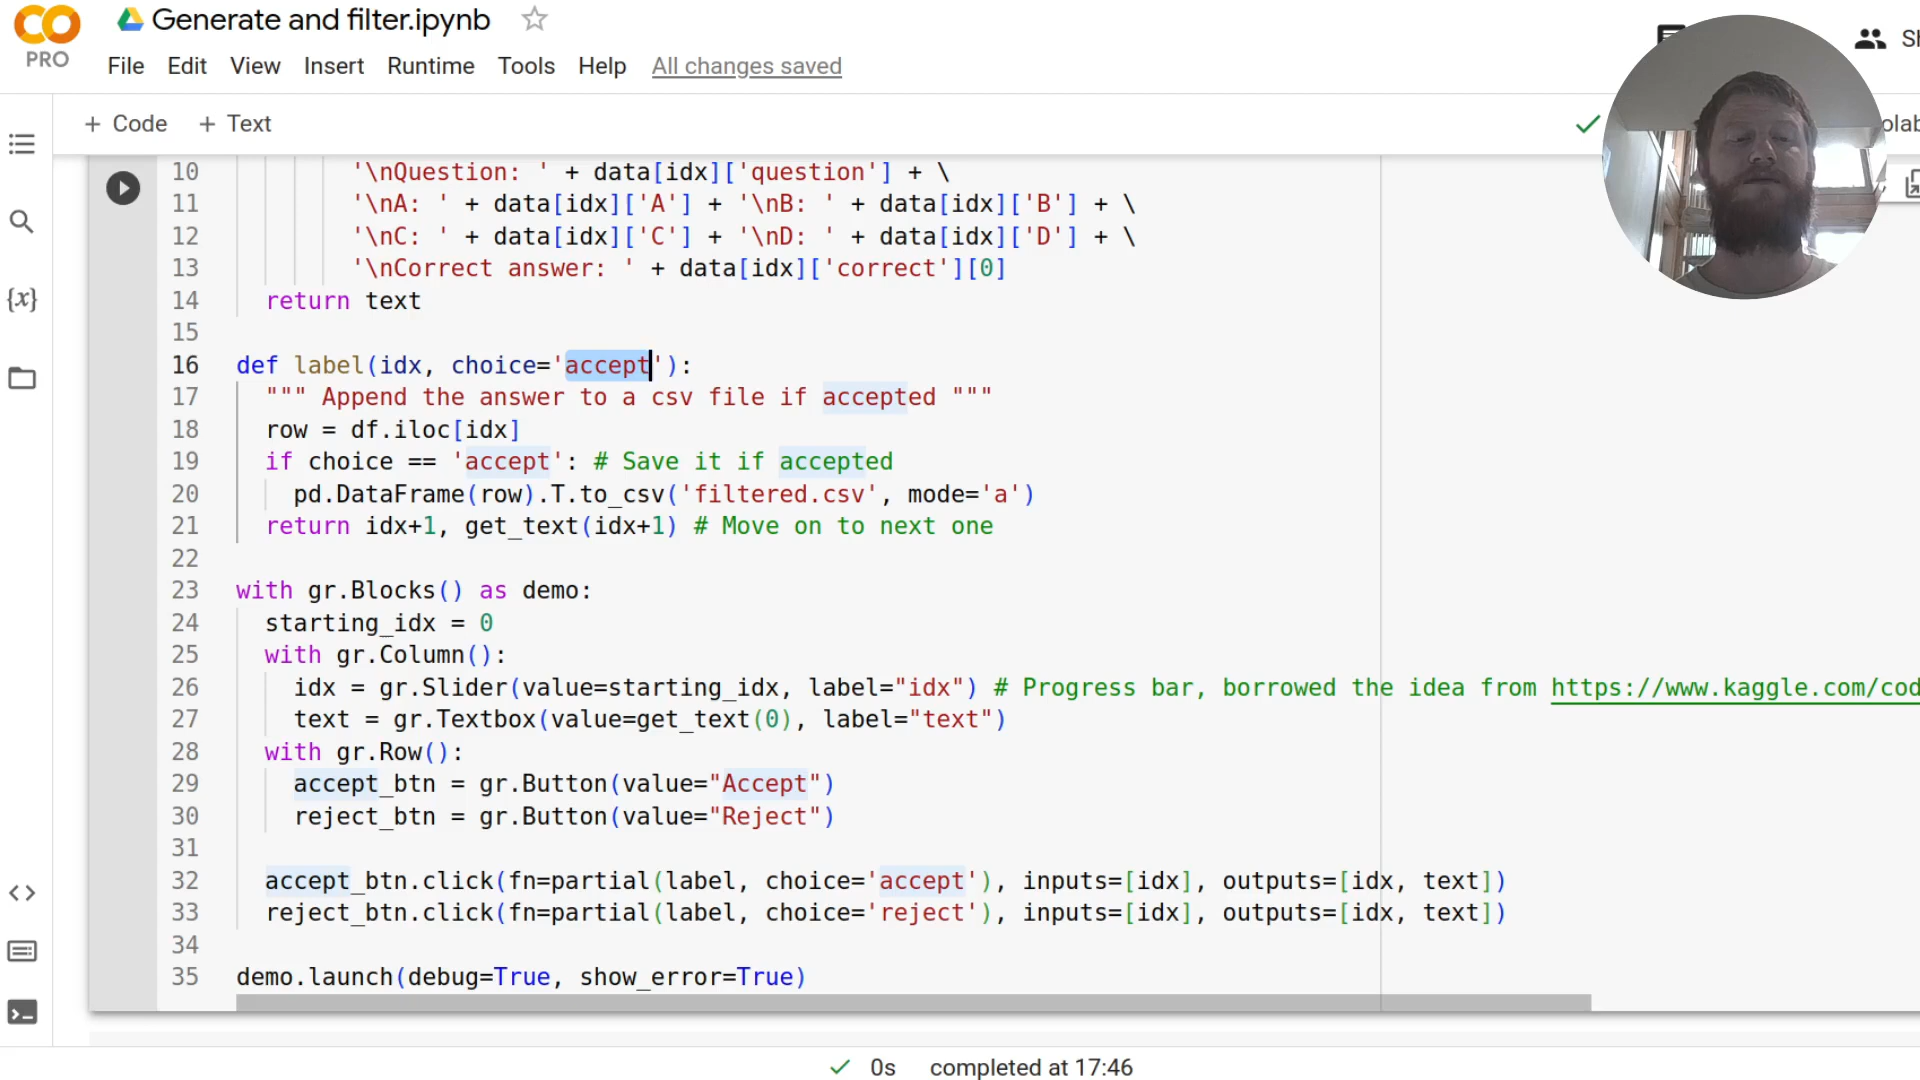 Generate and filter.ipynb
PRO
File Edit View Insert Runtime Tools Help All changes saved
+ Code + Text
10 '\nQuestion: ' + data[idx]['question'] + \
11 '\nA: ' + data[idx]['A'] + '\nB: ' + data[idx]['B'] + \
12 '\nC: ' + data[idx]['C'] + '\nD: ' + data[idx]['D'] + \
13 '\nCorrect answer: ' + data[idx]['correct'][0]
14 return text
15
16 def label(idx, choice='accept'):
17 """ Append the answer to a csv file if accepted """
18 row = df.iloc[idx]
19 if choice == 'accept': # Save it if accepted
20 pd.DataFrame(row).T.to_csv('filtered.csv', mode='a')
21 return idx+1, get_text(idx+1) # Move on to next one
22
23 with gr.Blocks() as demo:
24 starting_idx = 0
25 with gr.Column():
26 idx = gr.Slider(value=starting_idx, label="idx") # Progress bar, borrowed the idea from https://www.kaggle.com/cod
27 text = gr.Textbox(value=get_text(0), label="text")
28 with gr.Row():
29 accept_btn = gr.Button(value="Accept")
30 reject_btn = gr.Button(value="Reject")
31
32 accept_btn.click(fn=partial(label, choice='accept'), inputs=[idx], outputs=[idx, text])
33 reject_btn.click(fn=partial(label, choice='reject'), inputs=[idx], outputs=[idx, text])
34
35 demo.launch(debug=True, show_error=True)
0s completed at 17:46